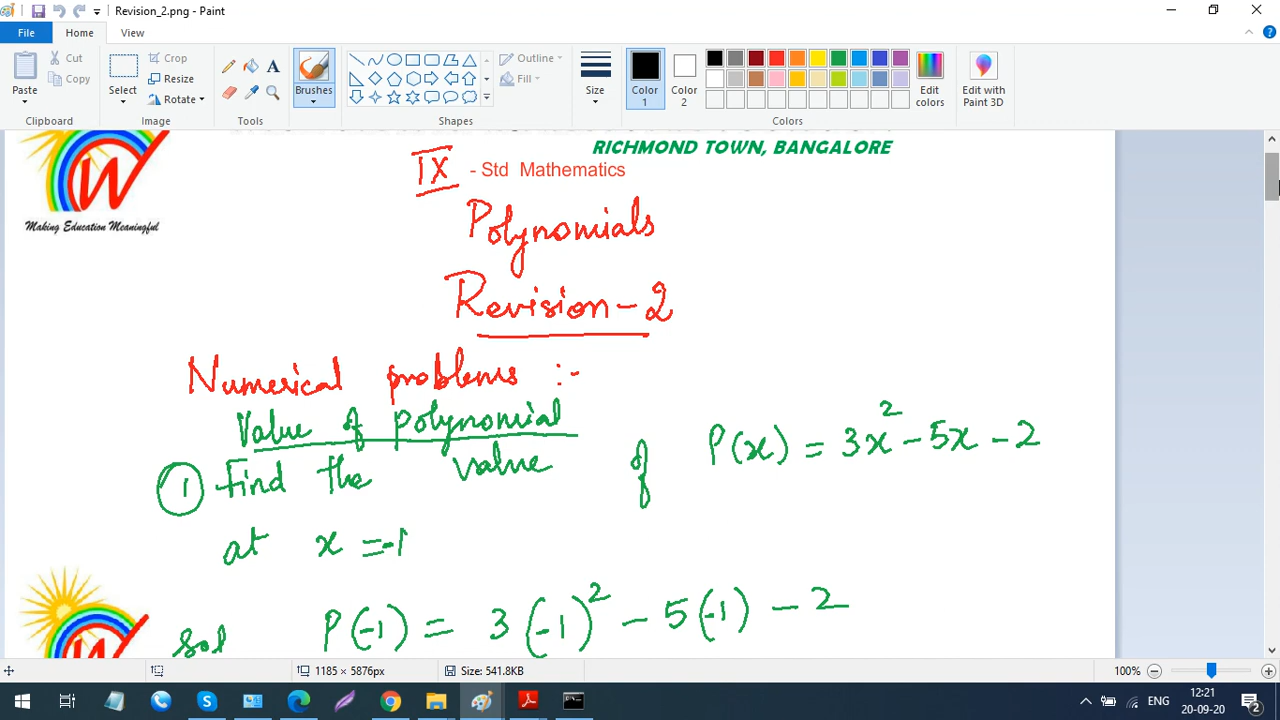 Revision_2.png - Paint
File Home View
Paste
Cut
Copy
Clipboard
Select
Crop
Resize
Rotate
Image
Tools
Brushes
Shapes
Outline
Fill
Size
Color 1
Color 2
Edit colors
Colors
Edit with Paint 3D
RICHMOND TOWN, BANGALORE
IX - Std Mathematics
Making Education Meaningful
Polynomials
Revision-2
Numerical problems :-
Value of polynomial
① Find the value of P(x) = 3x² - 5x - 2
at x = -1
Sol P(-1) = 3(-1)² - 5(-1) - 2
1185 × 5876px
Size: 541.8KB
100%
ENG
12:21
20-09-20
2